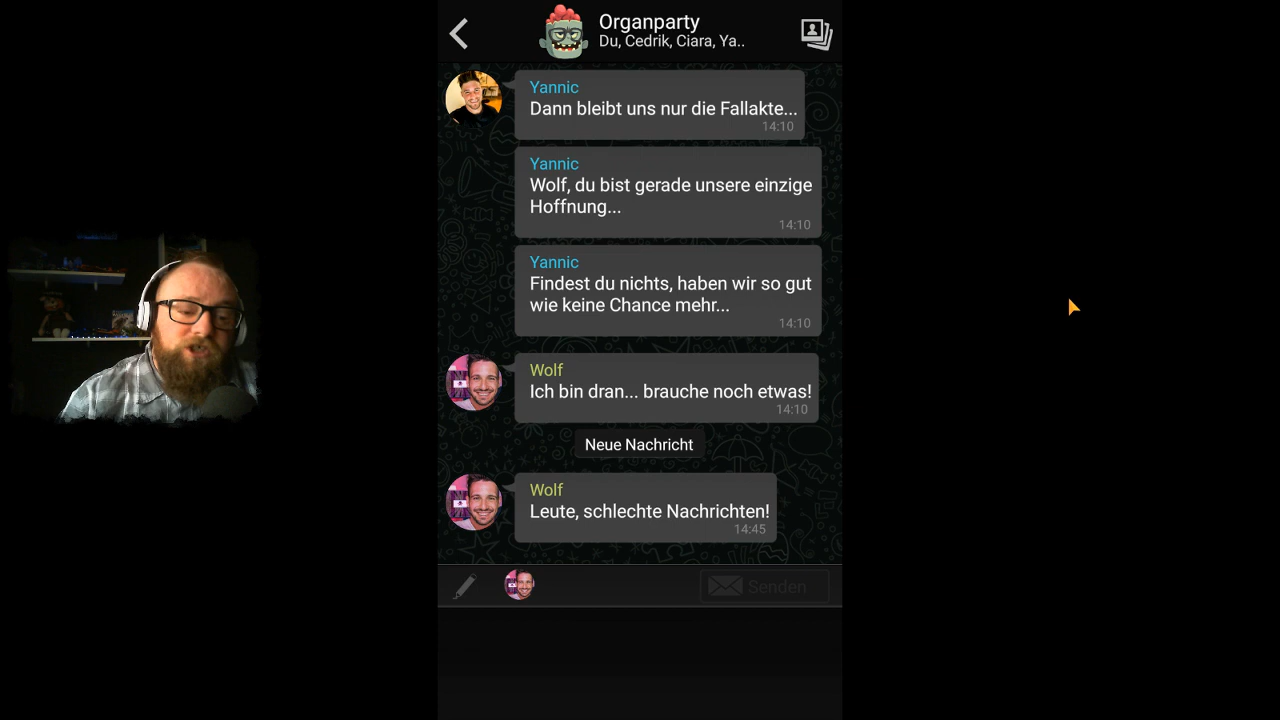 Organparty
Du, Cedrik, Ciara, Ya..
Yannic
Dann bleibt uns nur die Fallakte...
14:10
Yannic
Wolf, du bist gerade unsere einzige
Hoffnung...
14:10
Yannic
Findest du nichts, haben wir so gut
wie keine Chance mehr...
14:10
Wolf
Ich bin dran... brauche noch etwas!
14:10
Neue Nachricht
Wolf
Leute, schlechte Nachrichten!
14:45
Senden